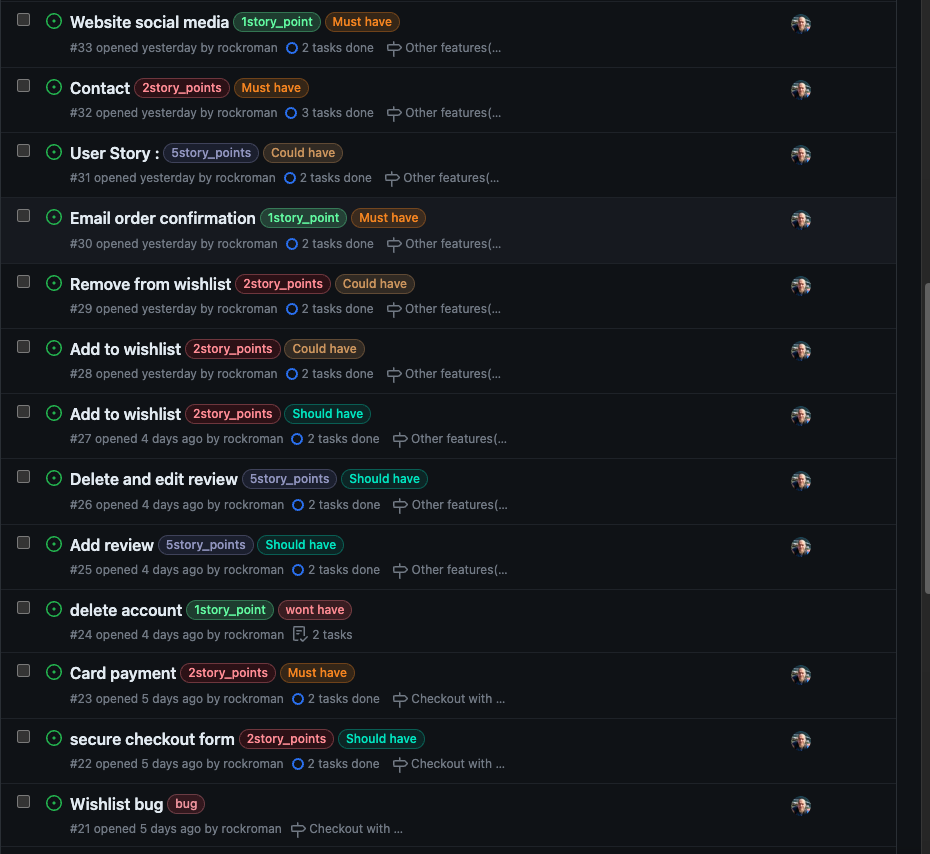 Website social media 1story_point Must have
#33 opened yesterday by rockroman 2 tasks done Other features(...
Contact 2story_points Must have
#32 opened yesterday by rockroman 3 tasks done Other features(...
User Story : 5story_points Could have
#31 opened yesterday by rockroman 2 tasks done Other features(...
Email order confirmation 1story_point Must have
#30 opened yesterday by rockroman 2 tasks done Other features(...
Remove from wishlist 2story_points Could have
#29 opened yesterday by rockroman 2 tasks done Other features(...
Add to wishlist 2story_points Could have
#28 opened yesterday by rockroman 2 tasks done Other features(...
Add to wishlist 2story_points Should have
#27 opened 4 days ago by rockroman 2 tasks done Other features(...
Delete and edit review 5story_points Should have
#26 opened 4 days ago by rockroman 2 tasks done Other features(...
Add review 5story_points Should have
#25 opened 4 days ago by rockroman 2 tasks done Other features(...
delete account 1story_point wont have
#24 opened 4 days ago by rockroman 2 tasks
Card payment 2story_points Must have
#23 opened 5 days ago by rockroman 2 tasks done Checkout with ...
secure checkout form 2story_points Should have
#22 opened 5 days ago by rockroman 2 tasks done Checkout with ...
Wishlist bug bug
#21 opened 5 days ago by rockroman Checkout with ...